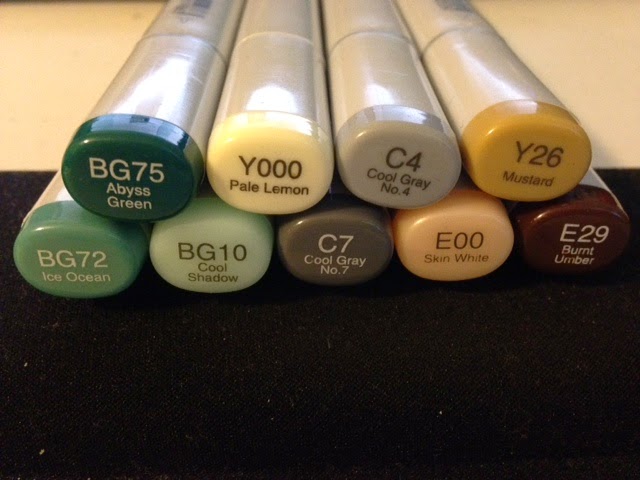 BG75
Abyss
Green
Y000
Pale Lemon
C4
Cool Gray
No.4
Y26
Mustard
BG72
Ice Ocean
BG10
Cool
Shadow
C7
Cool Gray
No.7
E00
Skin White
E29
Burnt
Umber